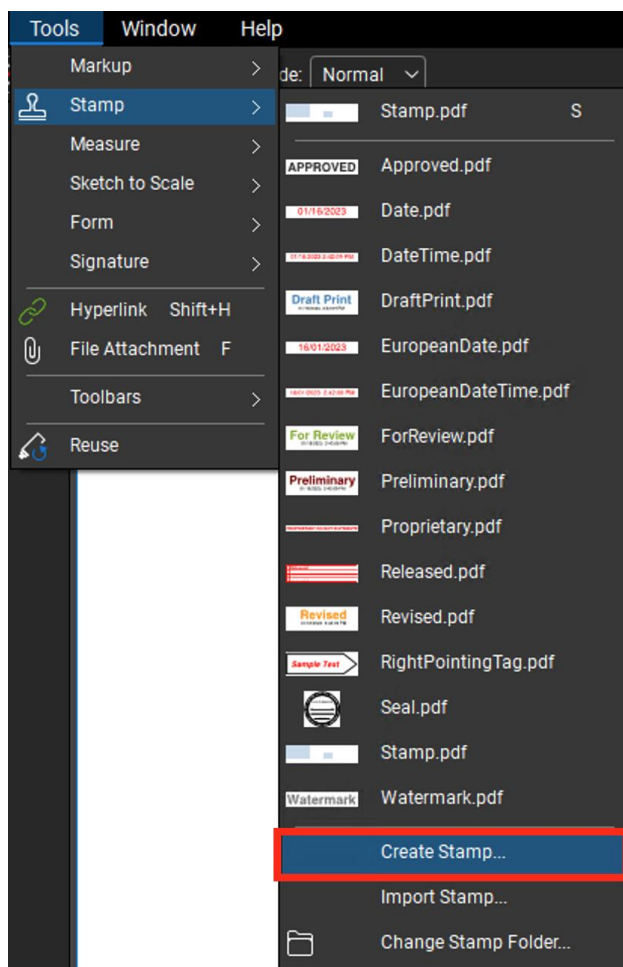 Tools Window Help
de: Normal
Markup
Stamp
Measure
Sketch to Scale
Form
Signature
Hyperlink Shift+H
File Attachment F
Toolbars
Reuse
Stamp.pdf S
APPROVED Approved.pdf
01/16/2023 Date.pdf
DateTime.pdf
Draft Print DraftPrint.pdf
16/01/2023 EuropeanDate.pdf
EuropeanDateTime.pdf
For Review ForReview.pdf
Preliminary Preliminary.pdf
Proprietary.pdf
Released.pdf
Revised Revised.pdf
Sample Text RightPointingTag.pdf
Seal.pdf
Stamp.pdf
Watermark Watermark.pdf
Create Stamp...
Import Stamp...
Change Stamp Folder...